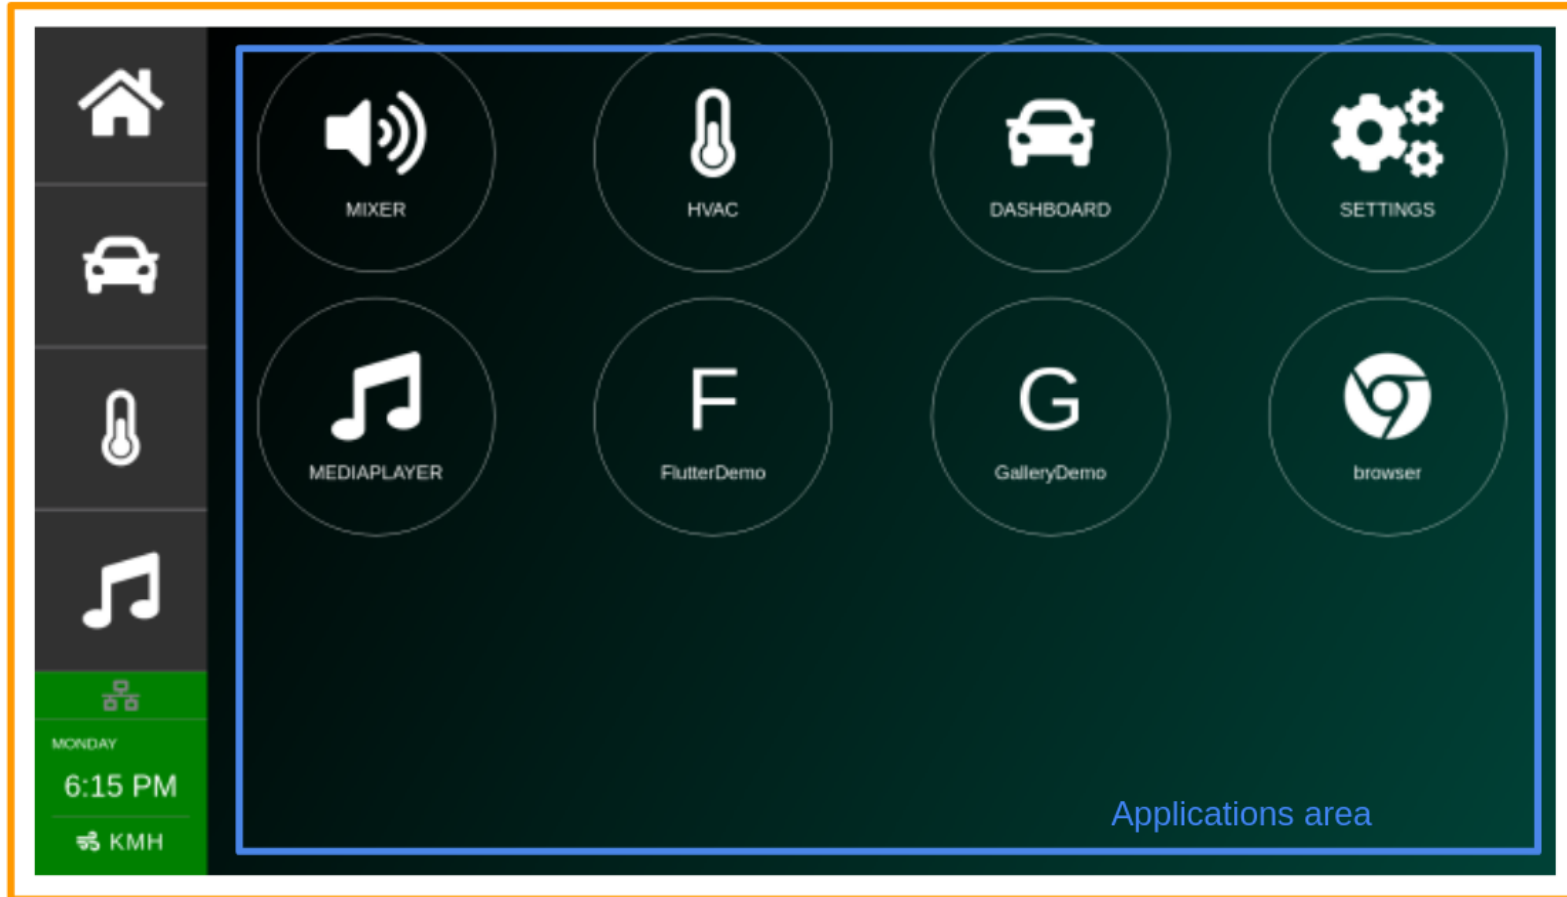 MIXER
HVAC
DASHBOARD
SETTINGS
MEDIAPLAYER
F
FlutterDemo
G
GalleryDemo
browser
MONDAY
6:15 PM
KMH
Applications area